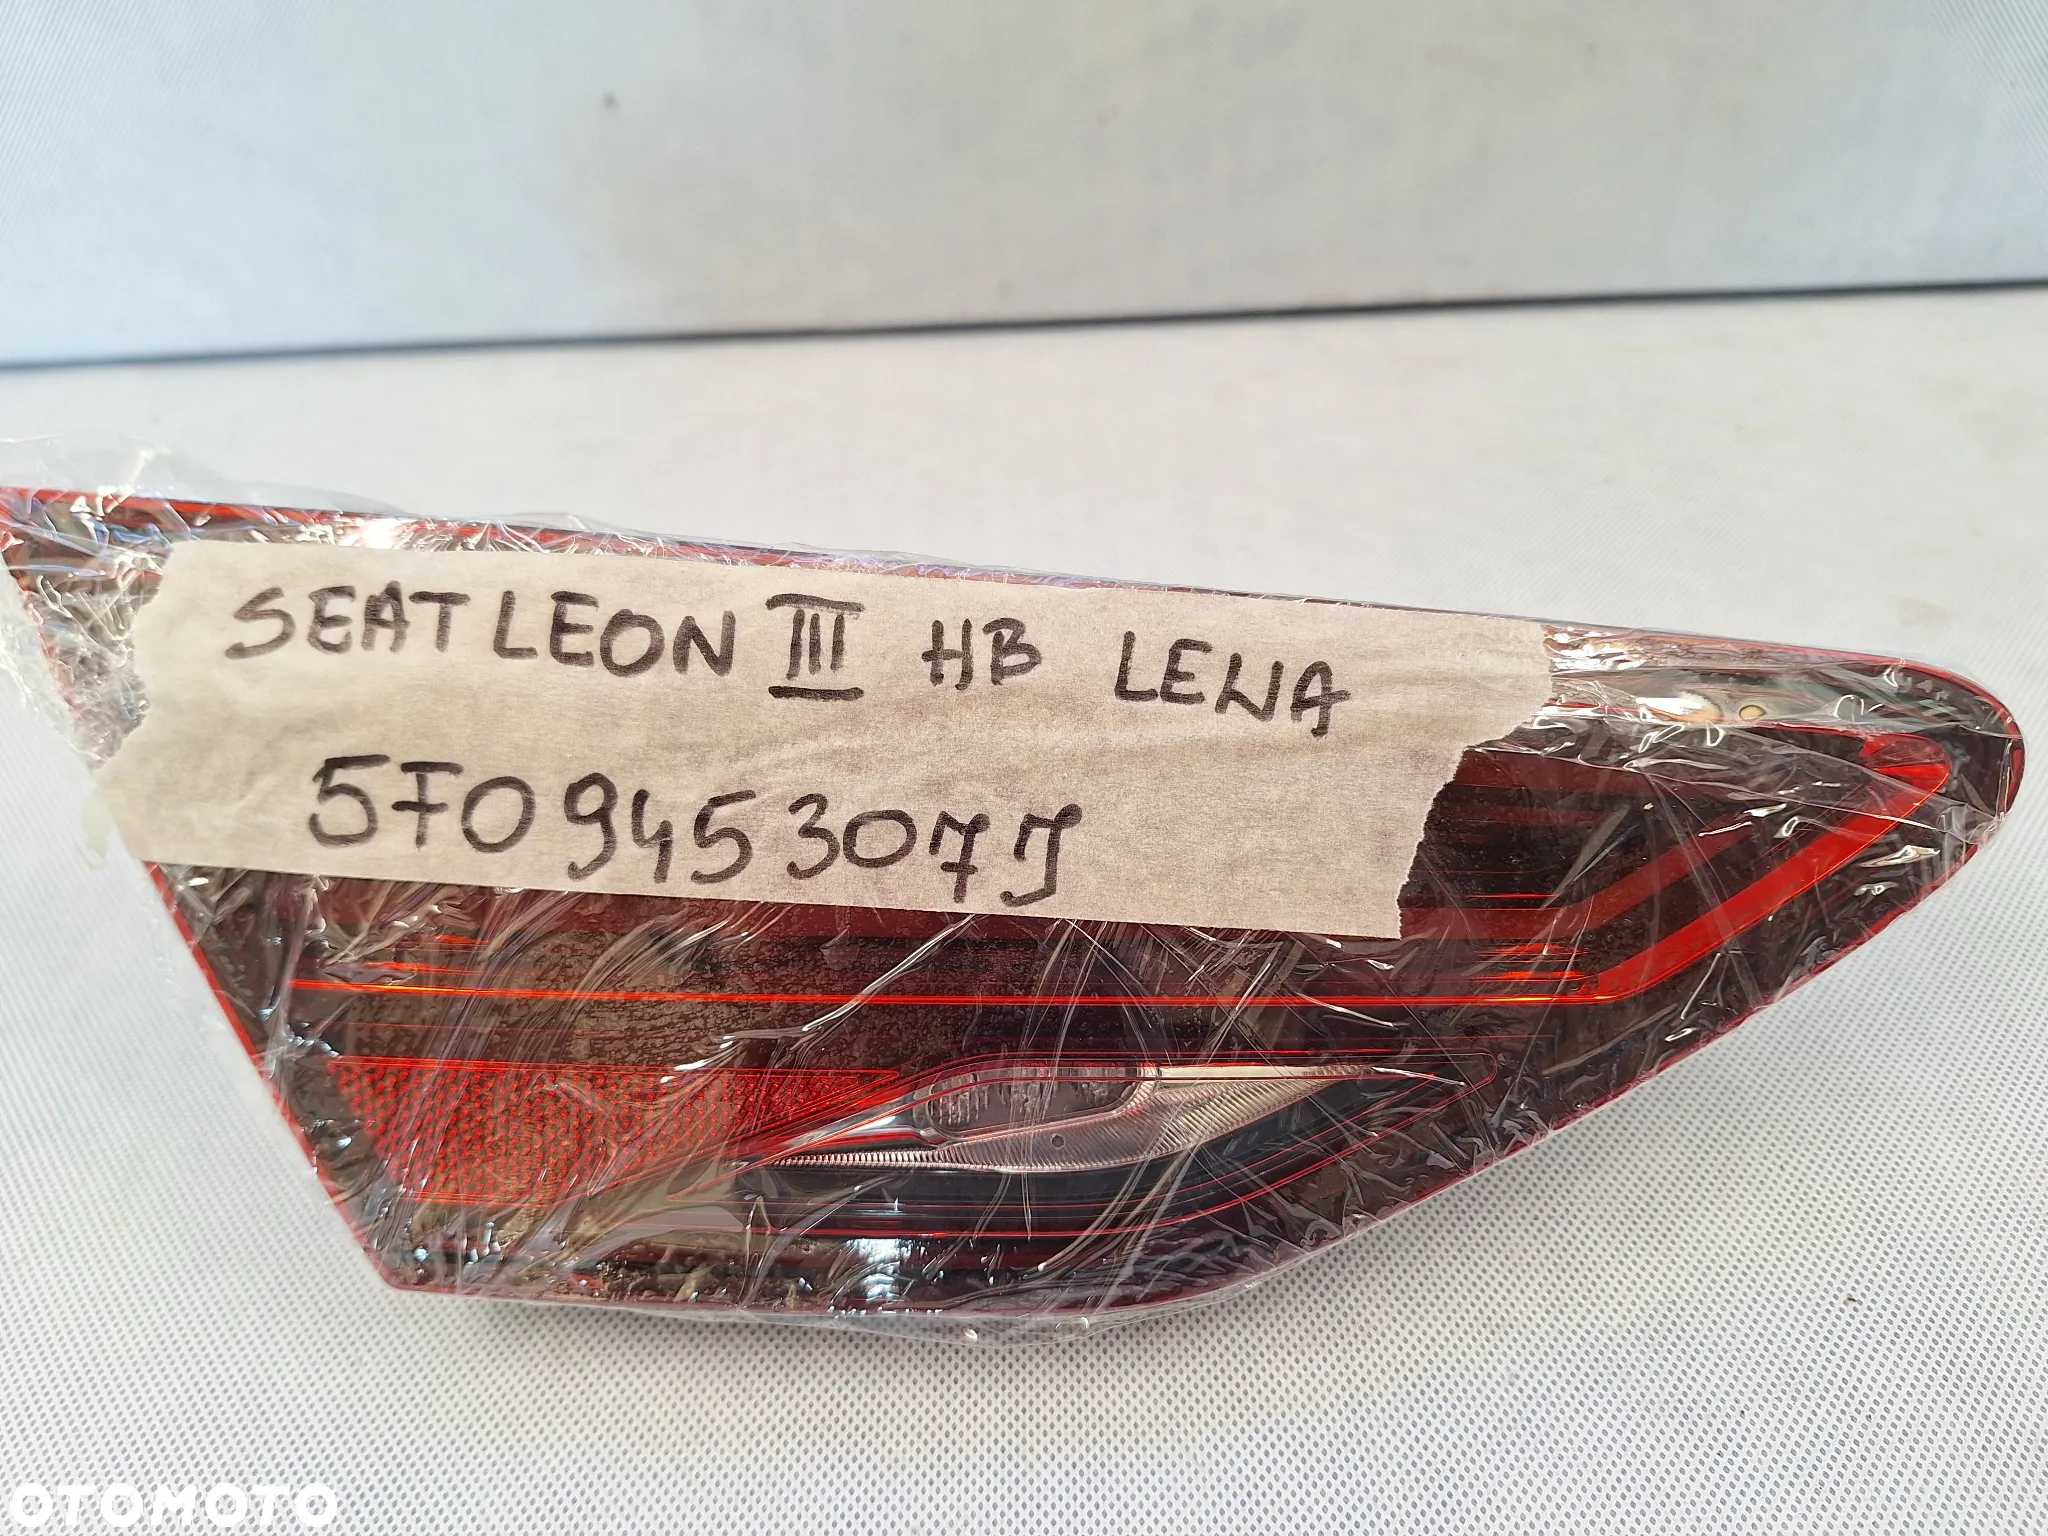 SEAT LEON III HB LEWA
5F0945307J
OTOMOTO